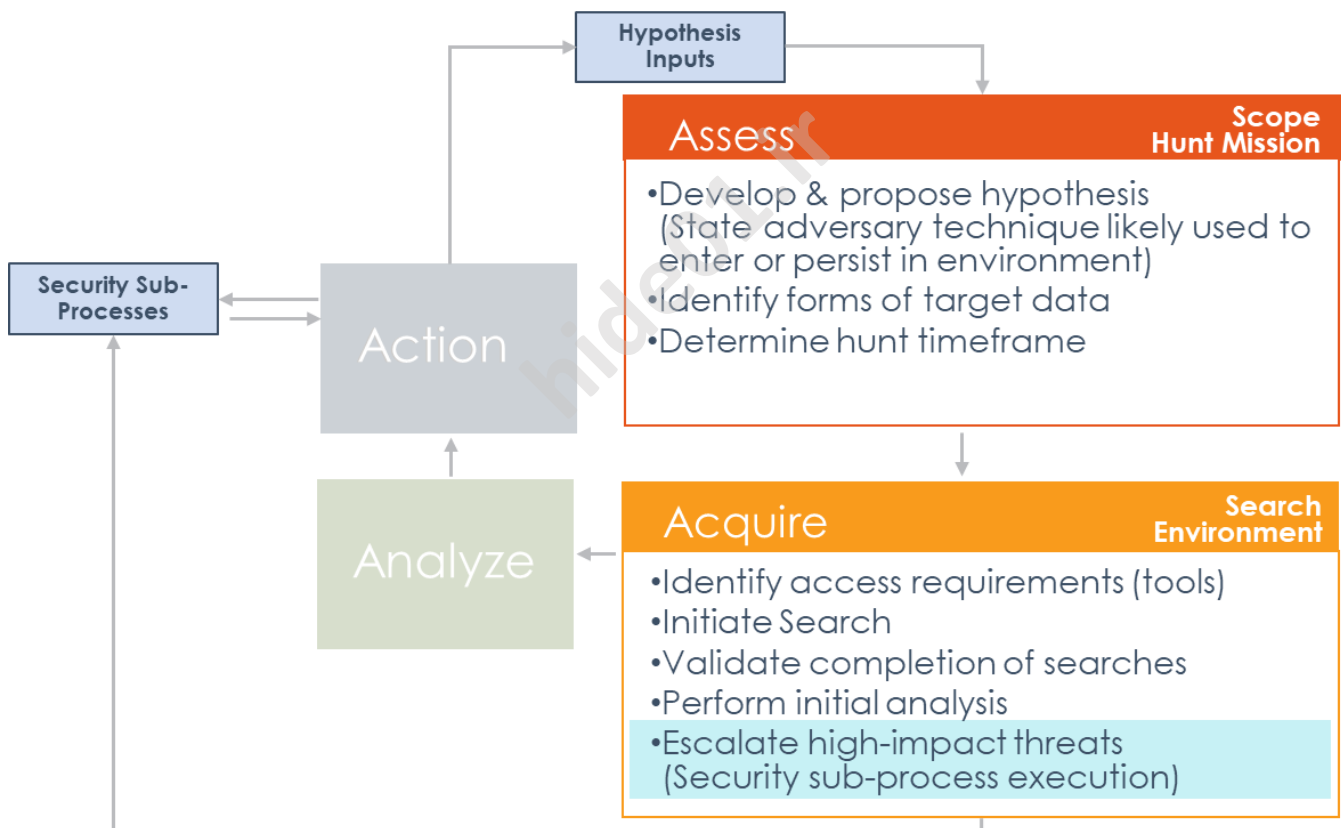 Hypothesis
Inputs
Assess
Scope
Hunt Mission
•Develop & propose hypothesis
(State adversary technique likely used to
enter or persist in environment)
•Identify forms of target data
•Determine hunt timeframe
Security Sub-
Processes
Action
Analyze
Acquire
Search
Environment
•Identify access requirements (tools)
•Initiate Search
•Validate completion of searches
•Perform initial analysis
•Escalate high-impact threats
(Security sub-process execution)
hide01.ir